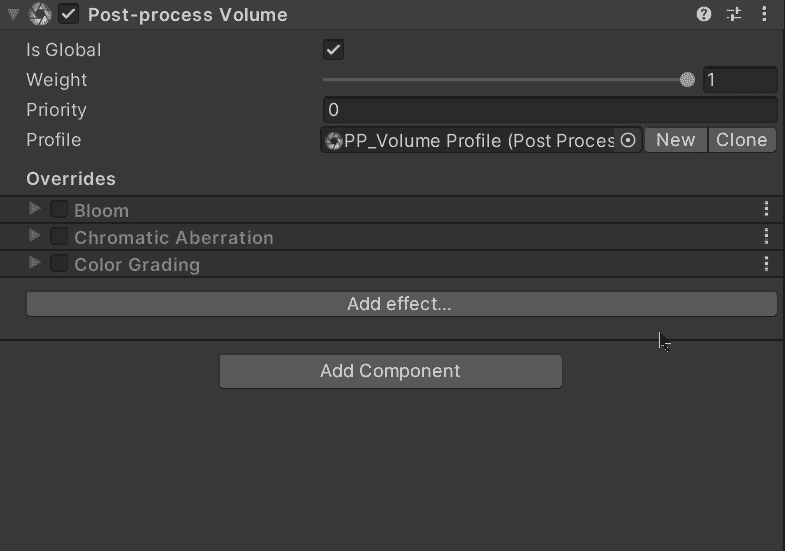 Post-process Volume
Is Global
Weight 1
Priority 0
Profile PP_Volume Profile (Post Proces New Clone
Overrides
Bloom
Chromatic Aberration
Color Grading
Add effect...
Add Component